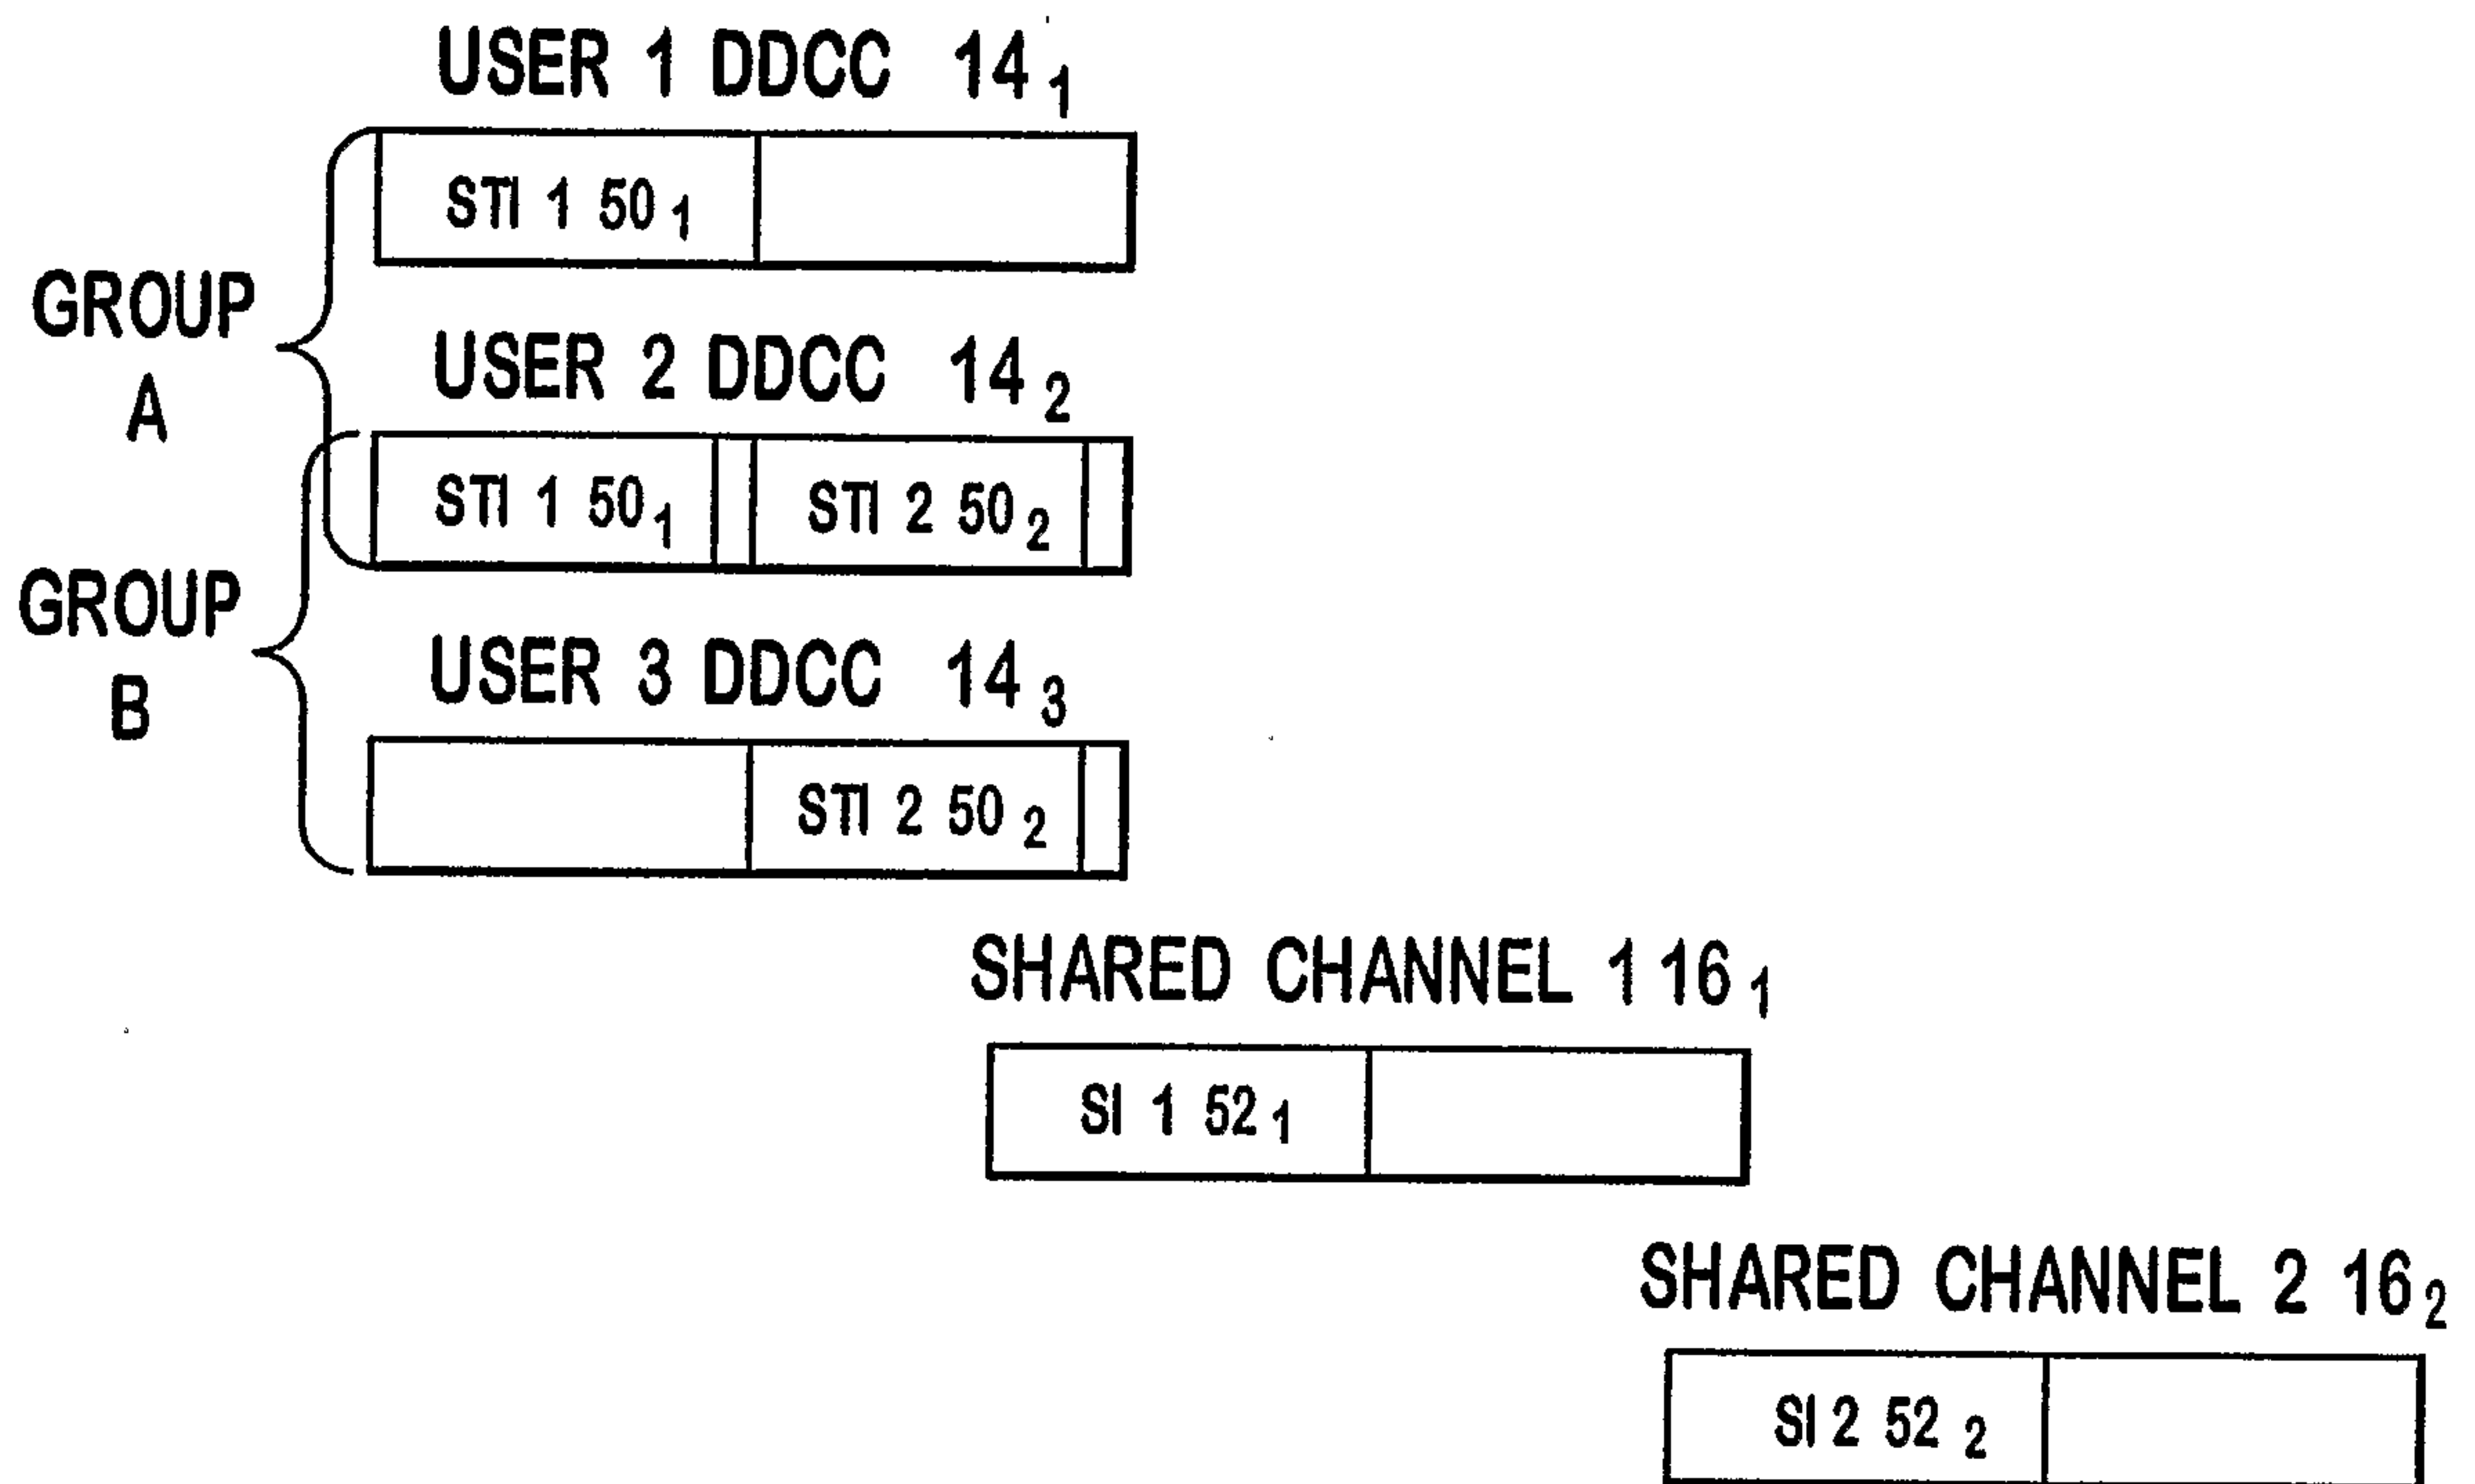 USER 1 DDCC 14₁
STI 1 50₁
GROUP
A
USER 2 DDCC 14₂
STI 1 50₁ STI 2 50₂
GROUP
B
USER 3 DDCC 14₃
STI 2 50₂
SHARED CHANNEL 1 16₁
SI 1 52₁
SHARED CHANNEL 2 16₂
SI 2 52₂